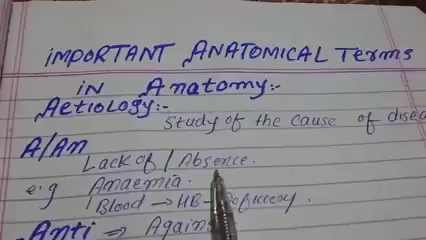 IMPORTANT ANATOMICAL Terms
in Anatomy:-
Aetiology:-
Study of the cause of
A/An
Lack of / Absence.
e.g Anaemia.
Blood → HB →
Anti ⇒